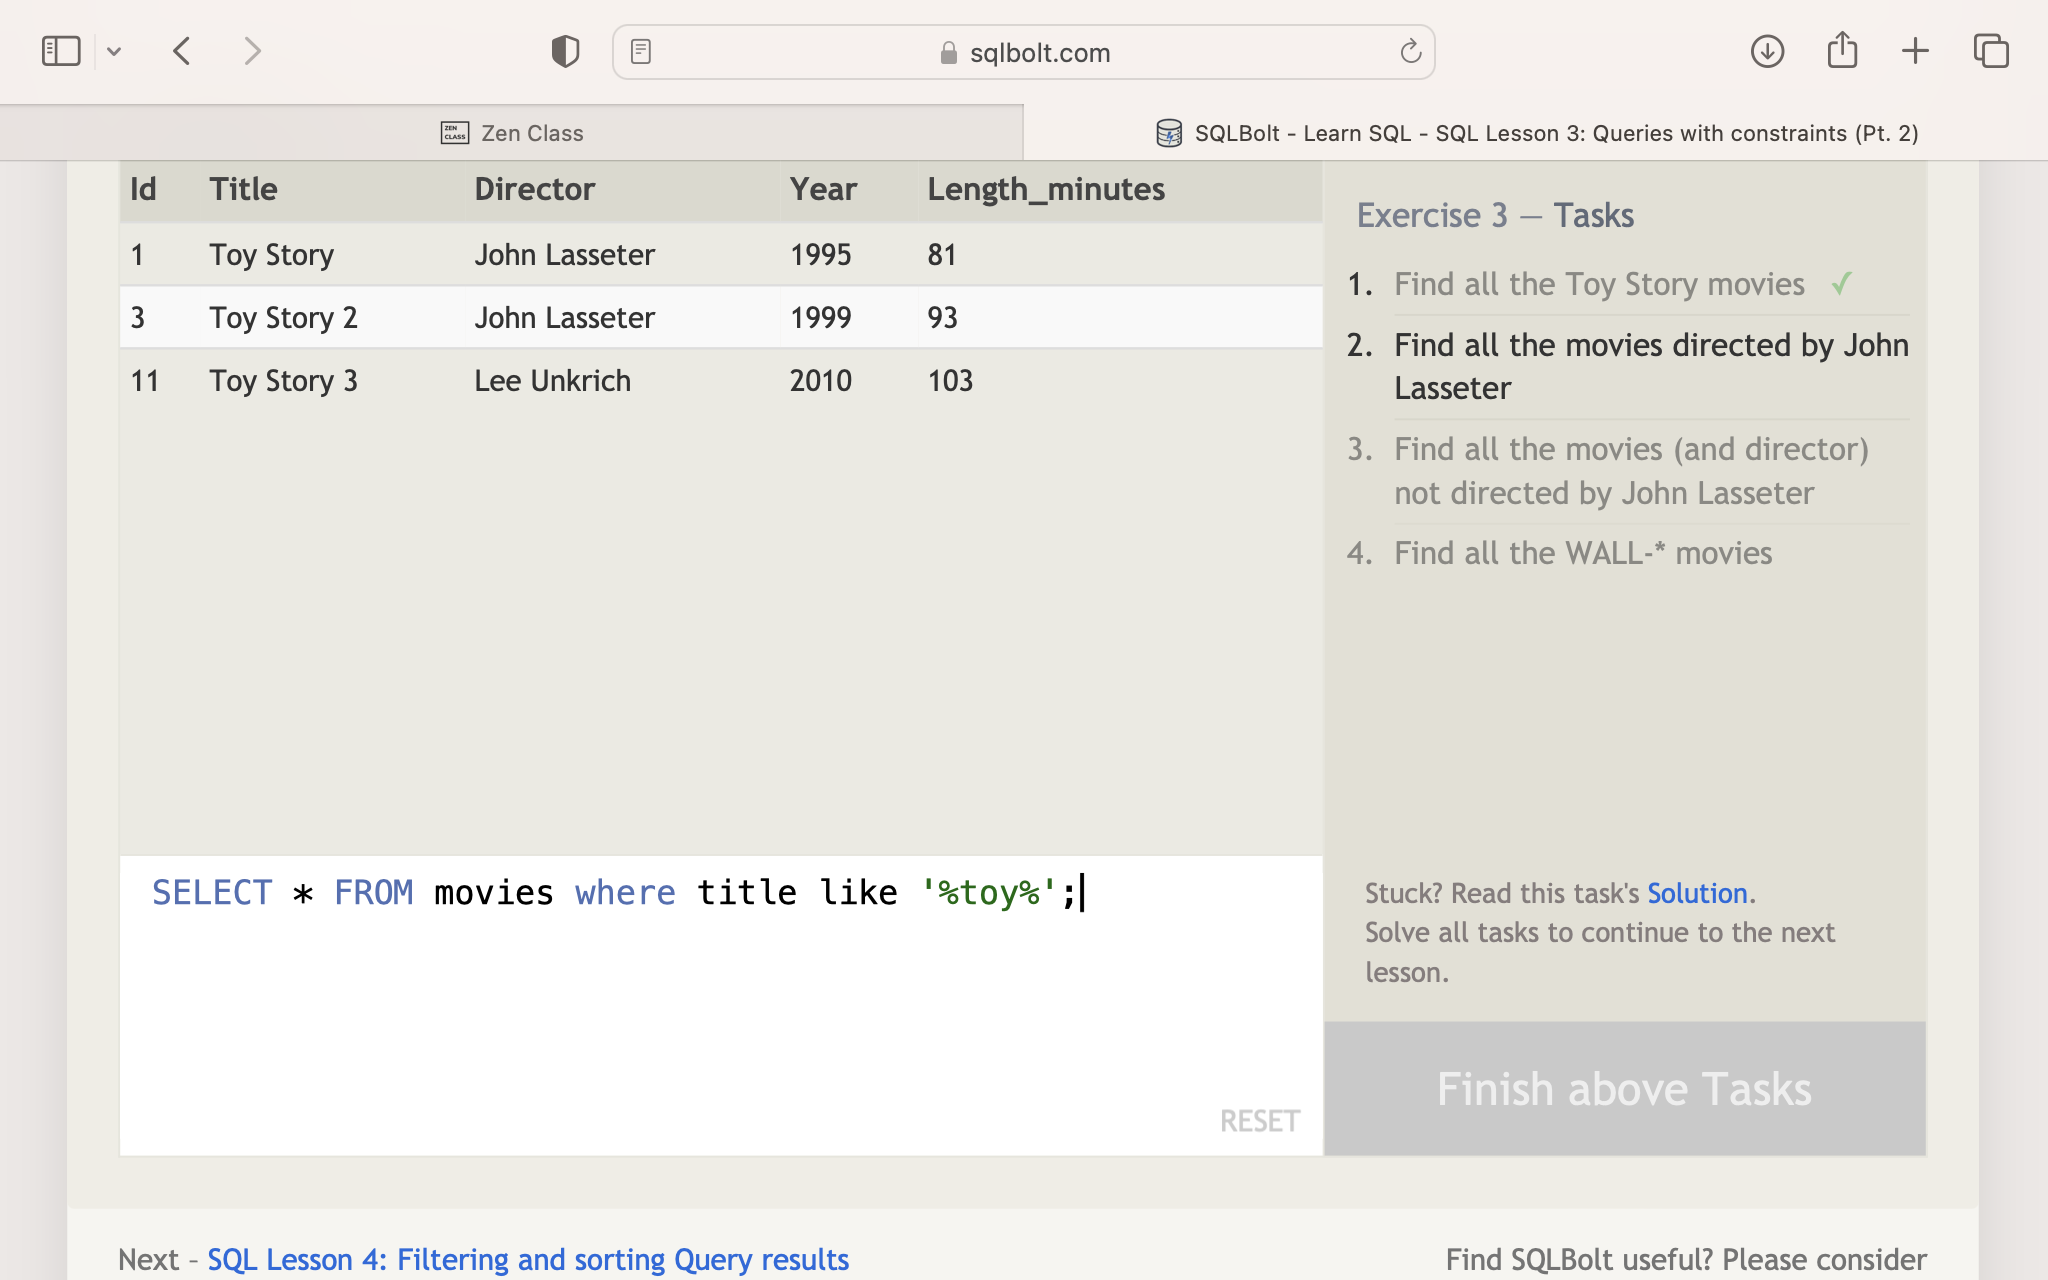 sqlbolt.com
ZEN CLASS Zen Class
SQLBolt - Learn SQL - SQL Lesson 3: Queries with constraints (Pt. 2)
Id Title Director Year Length_minutes
1 Toy Story John Lasseter 1995 81
3 Toy Story 2 John Lasseter 1999 93
11 Toy Story 3 Lee Unkrich 2010 103
SELECT * FROM movies where title like '%toy%';
RESET
Exercise 3 — Tasks
1. Find all the Toy Story movies ✓
2. Find all the movies directed by John
Lasseter
3. Find all the movies (and director)
not directed by John Lasseter
4. Find all the WALL-* movies
Stuck? Read this task's Solution.
Solve all tasks to continue to the next
lesson.
Finish above Tasks
Next – SQL Lesson 4: Filtering and sorting Query results
Find SQLBolt useful? Please consider